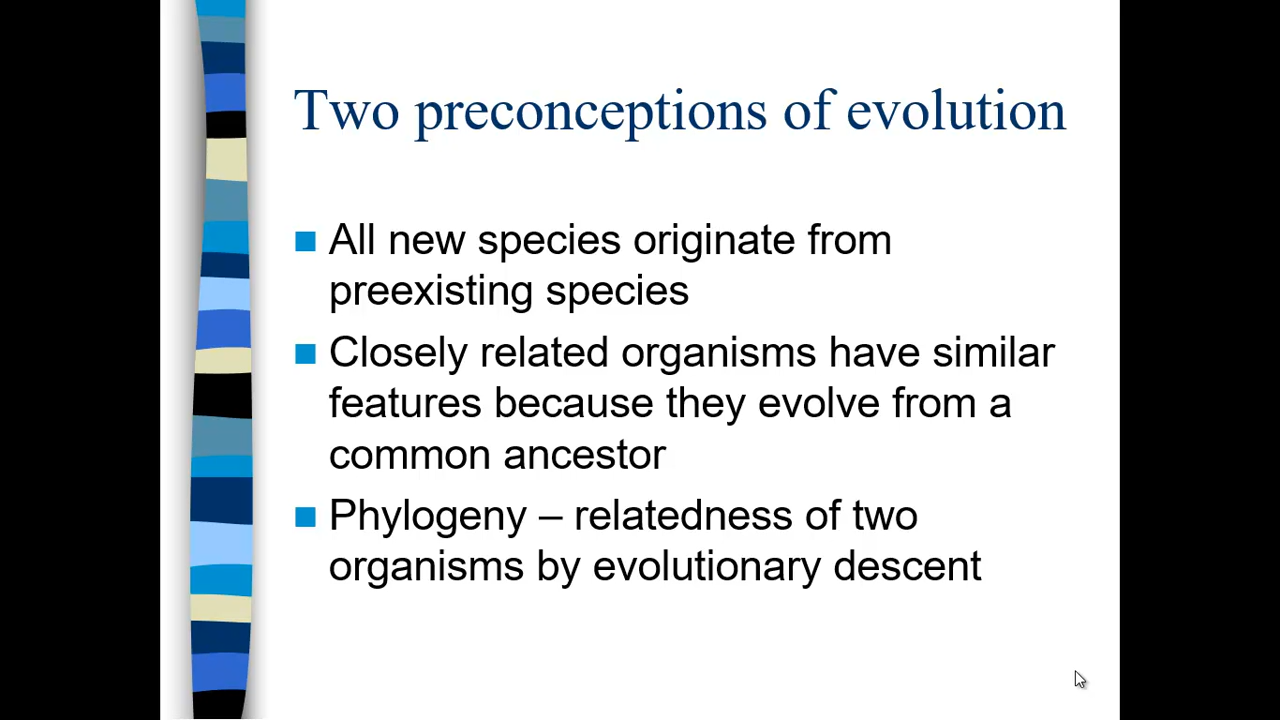 Two preconceptions of evolution
All new species originate from
preexisting species
Closely related organisms have similar
features because they evolve from a
common ancestor
Phylogeny – relatedness of two
organisms by evolutionary descent